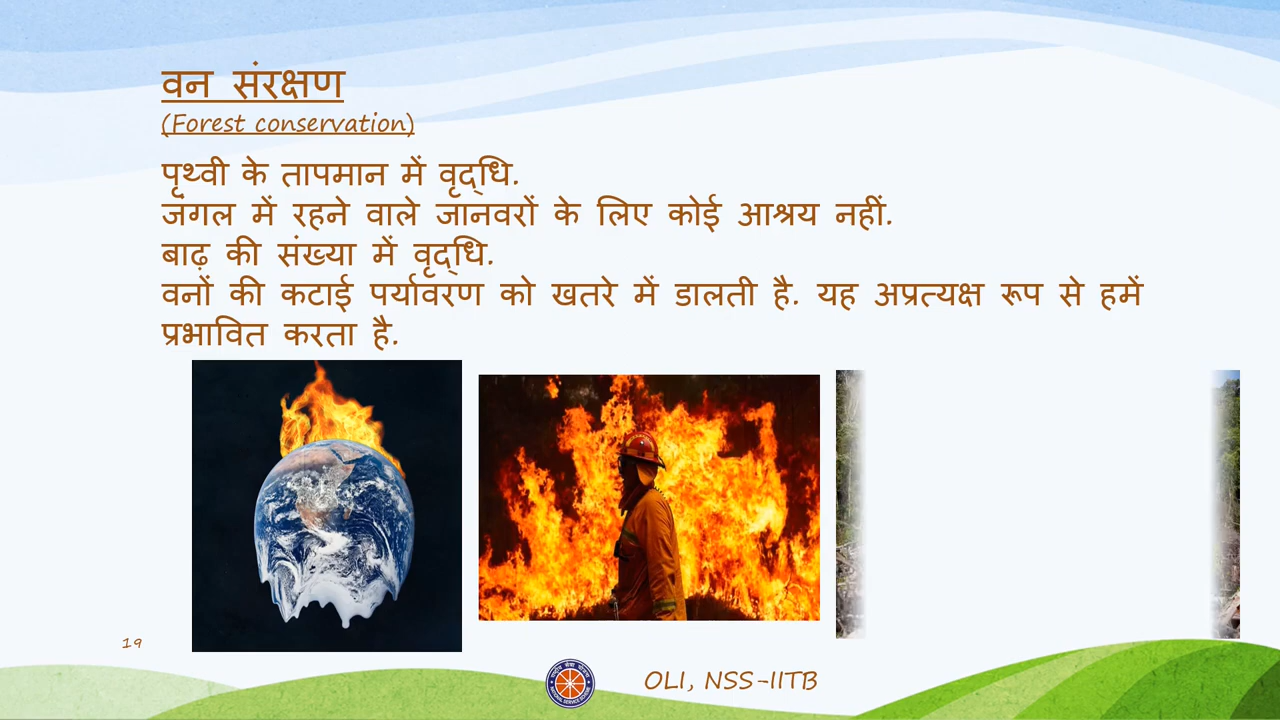 वन संरक्षण
(Forest conservation)
पृथ्वी के तापमान में वृद्धि.
जंगल में रहने वाले जानवरों के लिए कोई आश्रय नहीं.
बाढ़ की संख्या में वृद्धि.
वनों की कटाई पर्यावरण को खतरे में डालती है. यह अप्रत्यक्ष रूप से हमें
प्रभावित करता है.
19
OLI, NSS-IITB